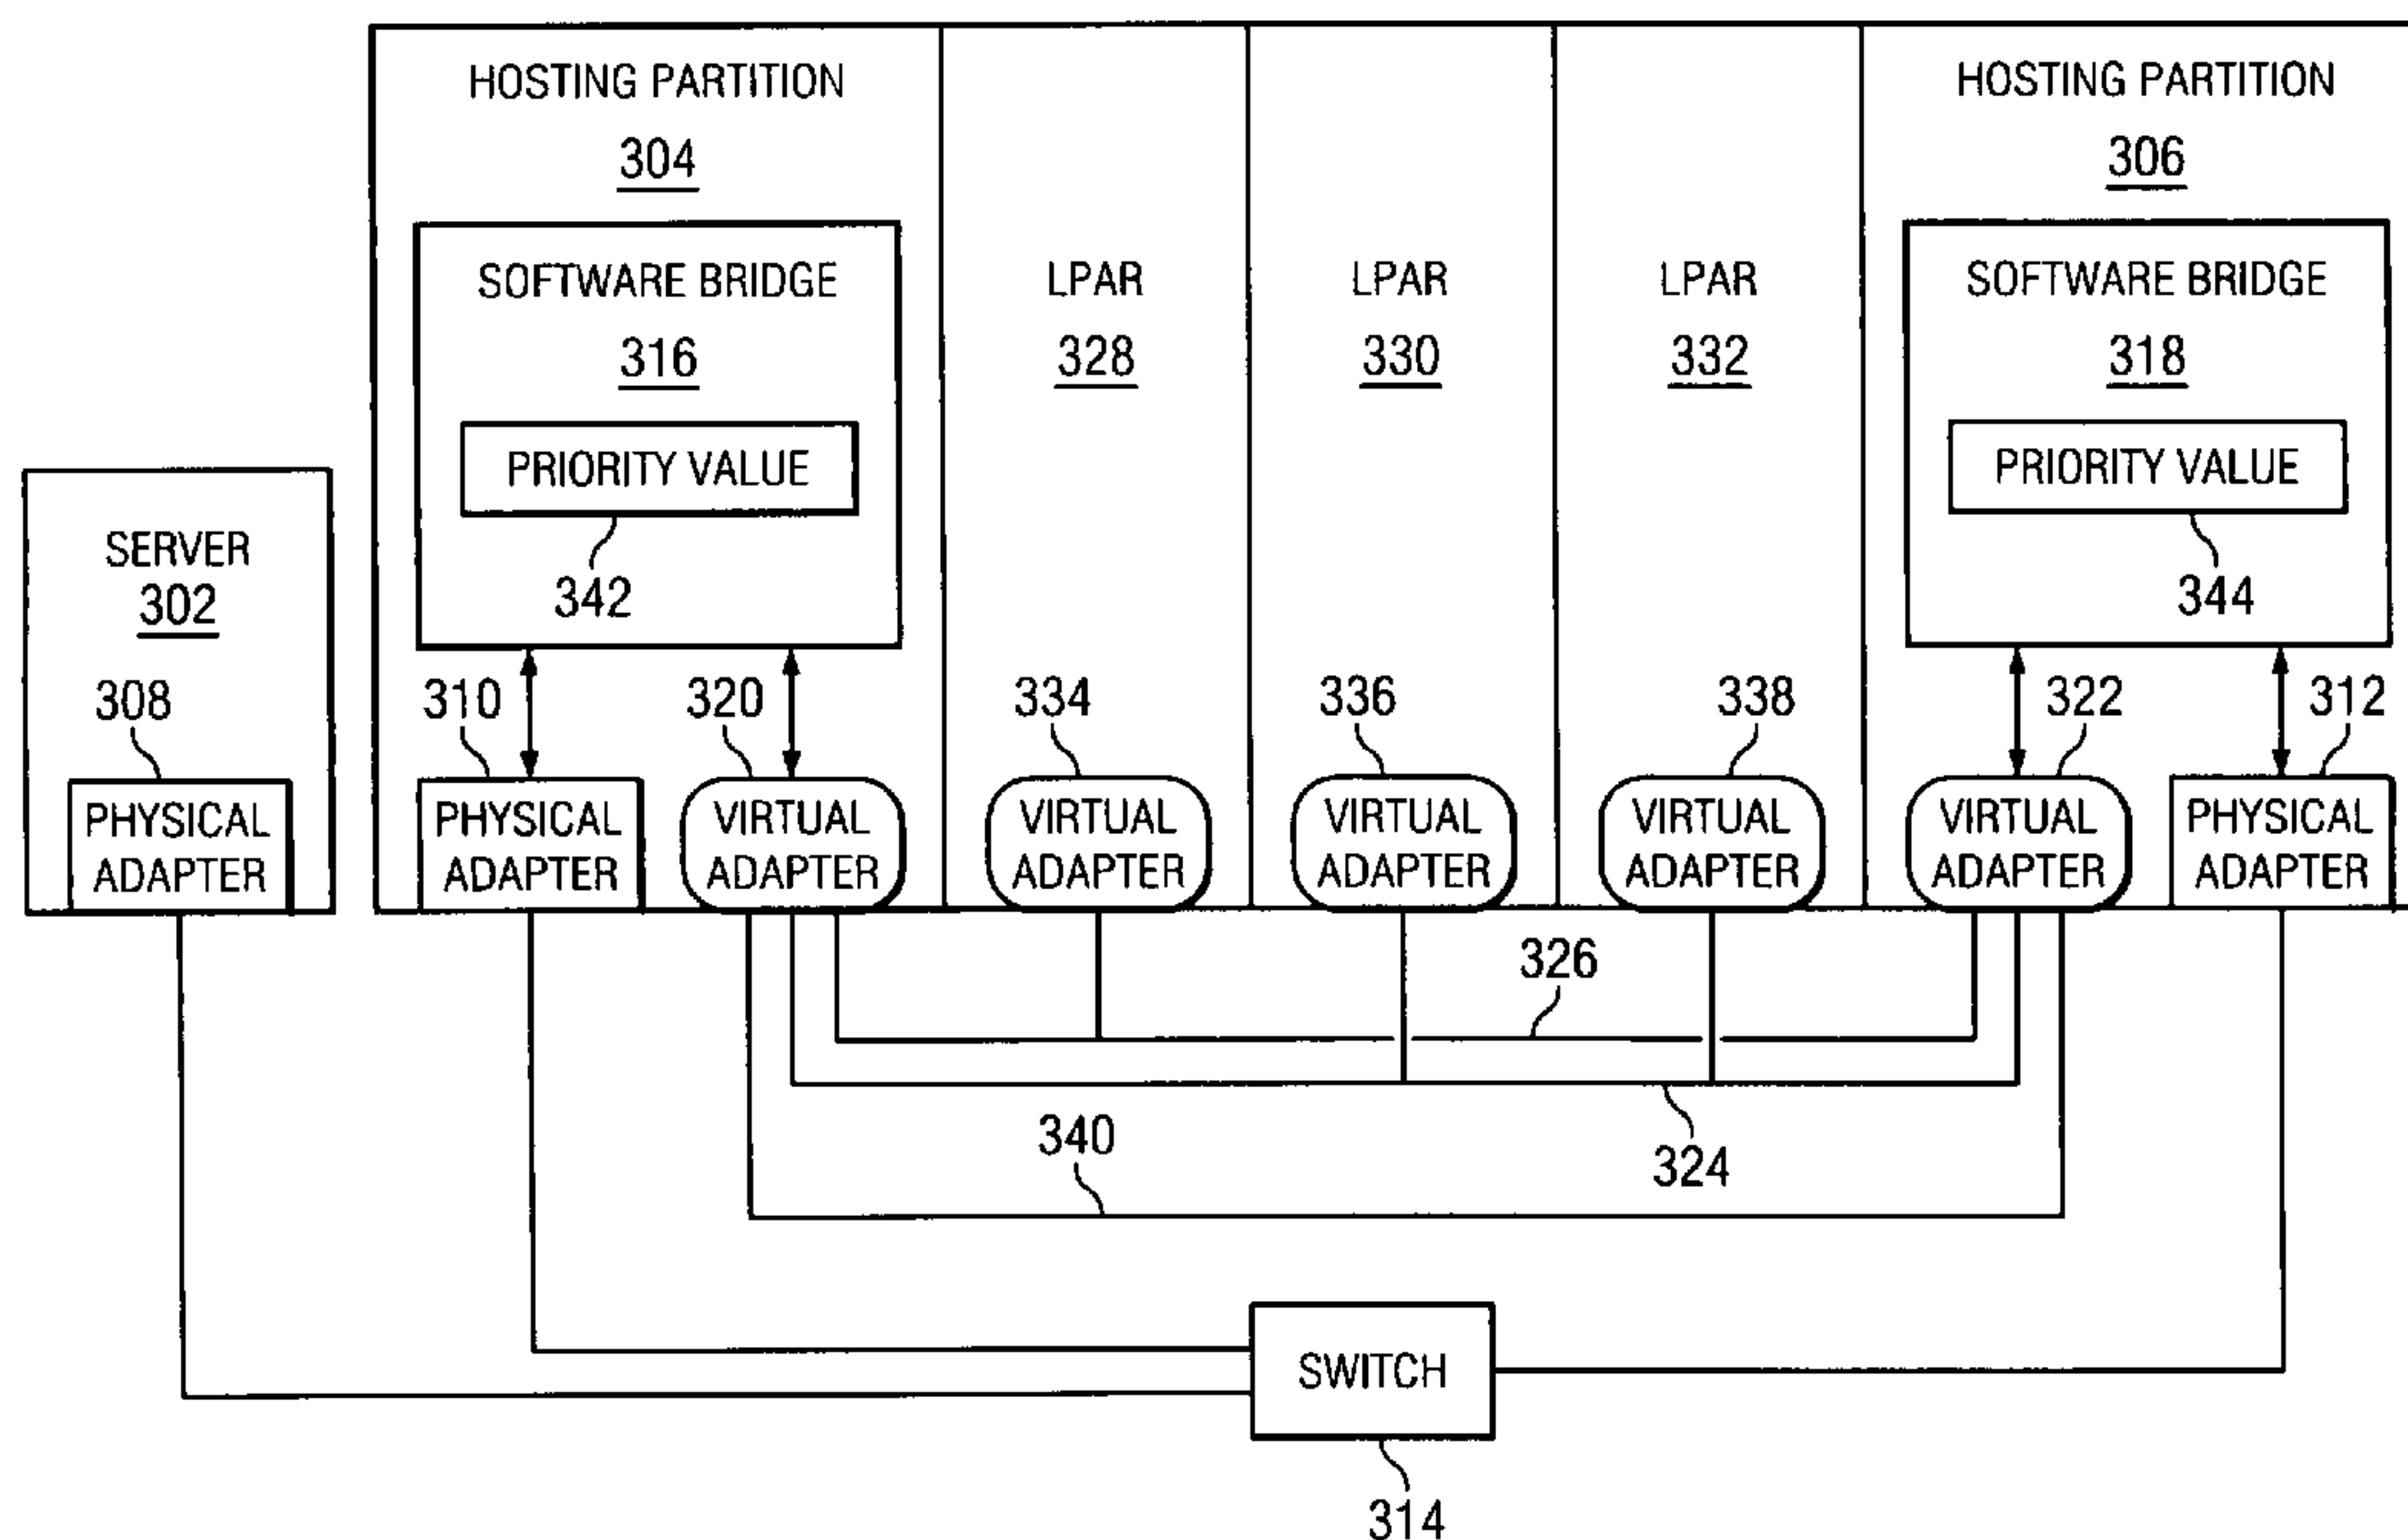 HOSTING PARTITION
304
HOSTING PARTITION
306
SOFTWARE BRIDGE
316
LPAR
328
LPAR
330
LPAR
332
SOFTWARE BRIDGE
318
PRIORITY VALUE
342
PRIORITY VALUE
344
SERVER
302
308
310
320
334
336
338
322
312
PHYSICAL
ADAPTER
PHYSICAL
ADAPTER
VIRTUAL
ADAPTER
VIRTUAL
ADAPTER
VIRTUAL
ADAPTER
VIRTUAL
ADAPTER
VIRTUAL
ADAPTER
PHYSICAL
ADAPTER
326
340
324
SWITCH
314